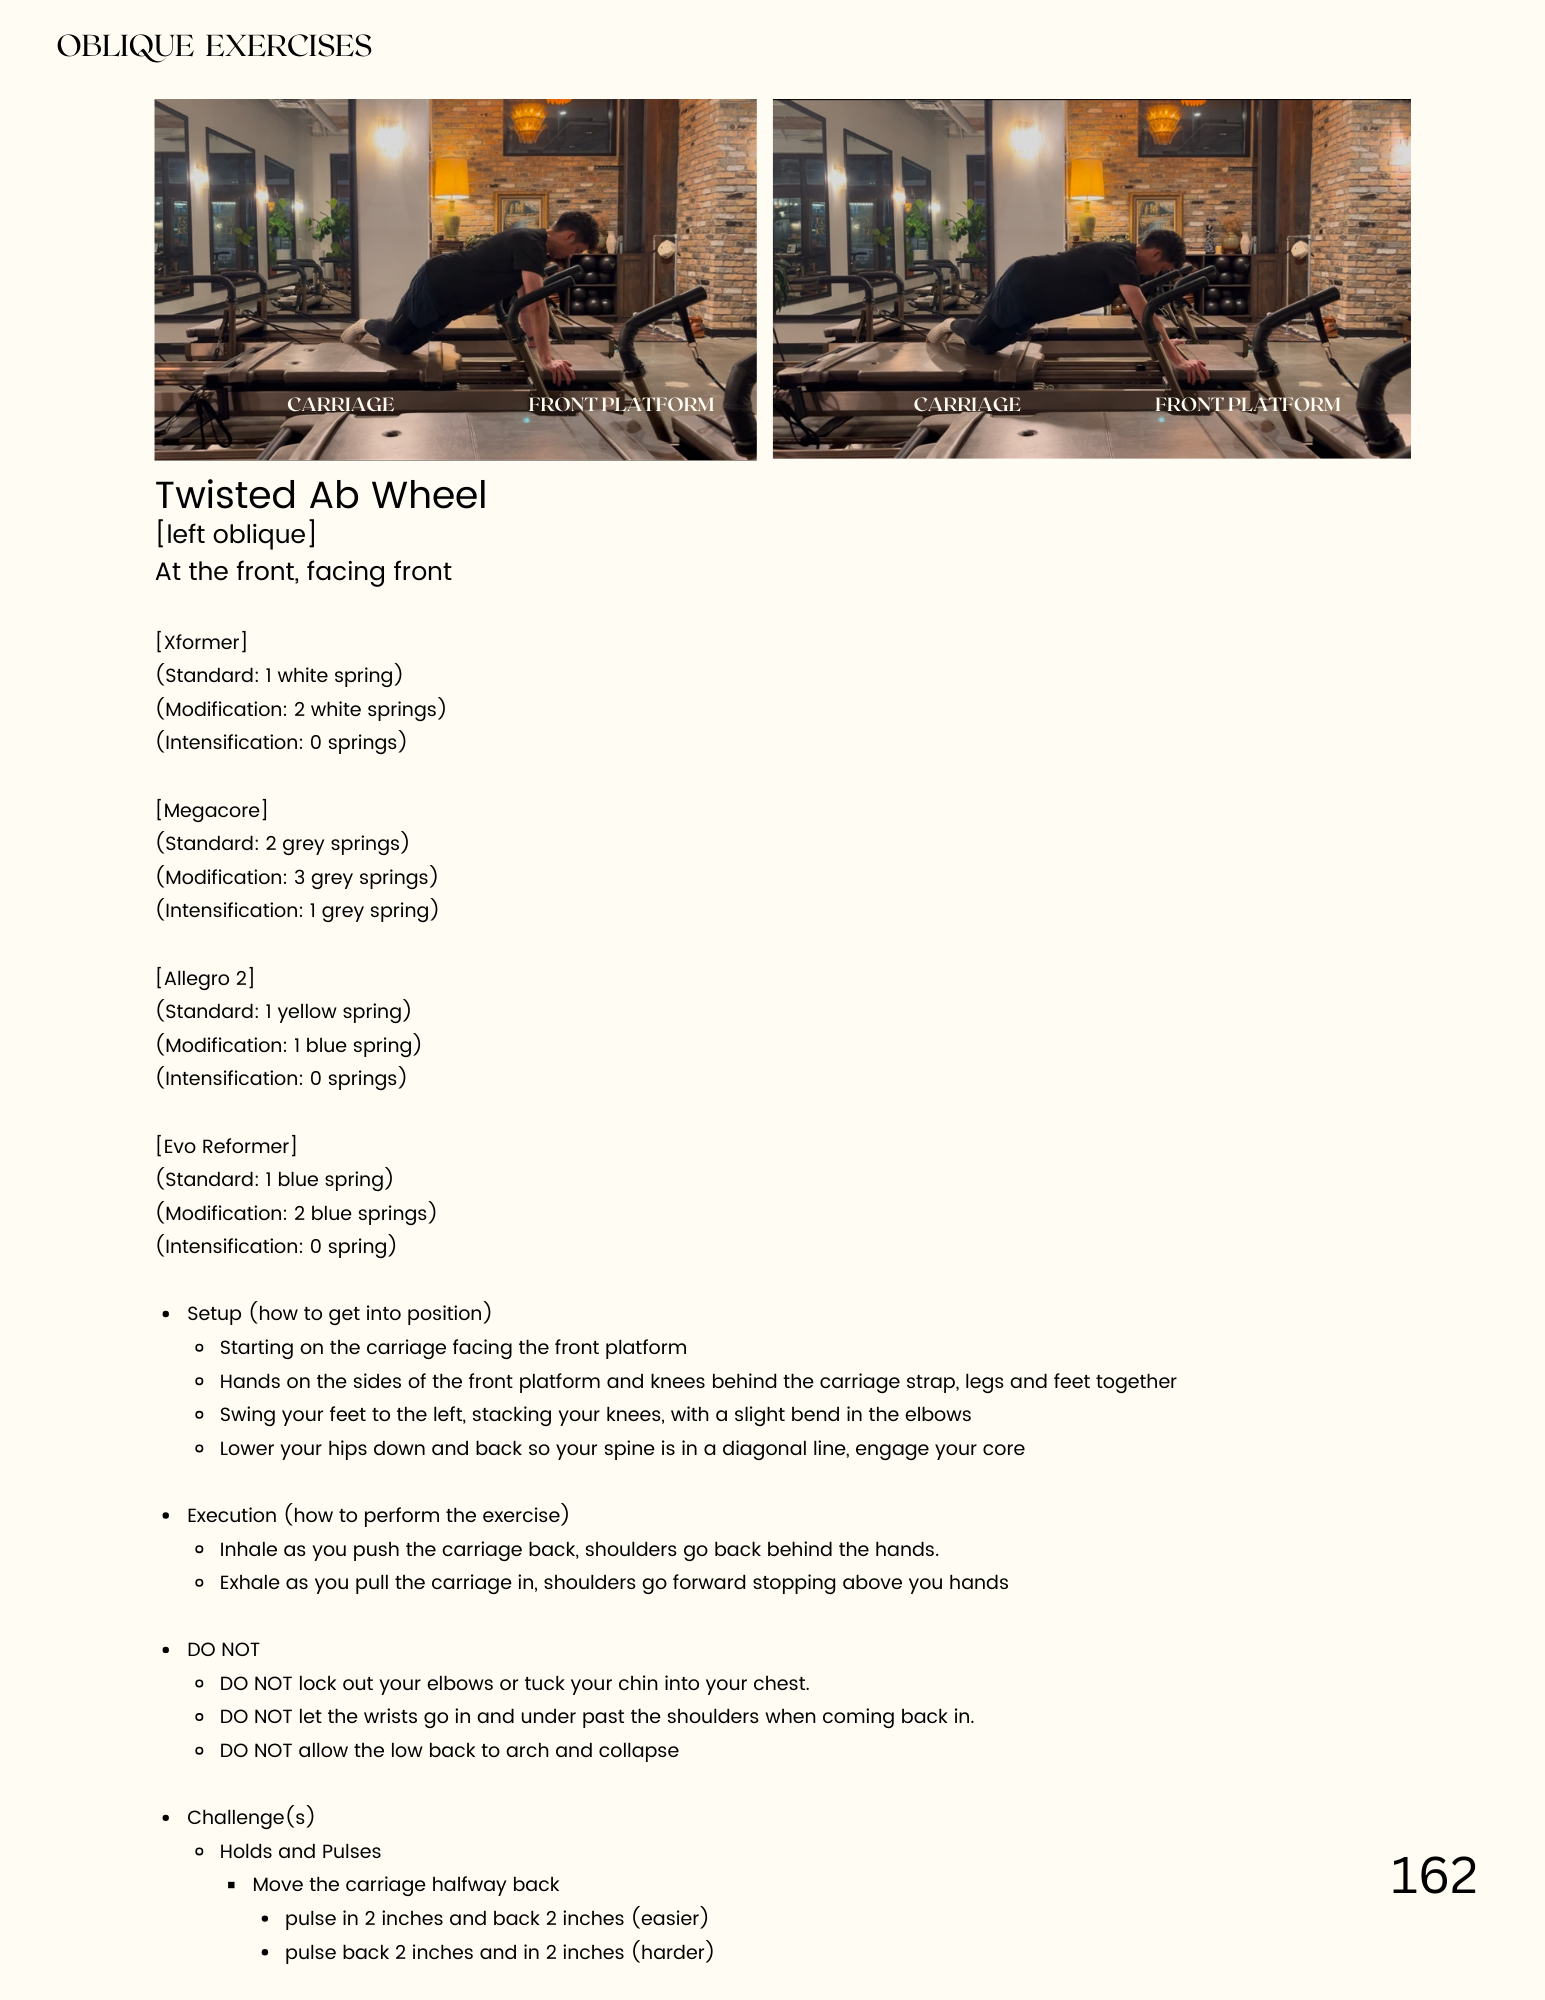 OBLIQUE EXERCISES
CARRIAGE
FRONT PLATFORM
CARRIAGE
FRONT PLATFORM
Twisted Ab Wheel
[left oblique]
At the front, facing front
[Xformer]
(Standard: 1 white spring)
(Modification: 2 white springs)
(Intensification: 0 springs)
[Megacore]
(Standard: 2 grey springs)
(Modification: 3 grey springs)
(Intensification: 1 grey spring)
[Allegro 2]
(Standard: 1 yellow spring)
(Modification: 1 blue spring)
(Intensification: 0 springs)
[Evo Reformer]
(Standard: 1 blue spring)
(Modification: 2 blue springs)
(Intensification: 0 spring)
• Setup (how to get into position)
◦ Starting on the carriage facing the front platform
◦ Hands on the sides of the front platform and knees behind the carriage strap, legs and feet together
◦ Swing your feet to the left, stacking your knees, with a slight bend in the elbows
◦ Lower your hips down and back so your spine is in a diagonal line, engage your core
• Execution (how to perform the exercise)
◦ Inhale as you push the carriage back, shoulders go back behind the hands.
◦ Exhale as you pull the carriage in, shoulders go forward stopping above you hands
• DO NOT
◦ DO NOT lock out your elbows or tuck your chin into your chest.
◦ DO NOT let the wrists go in and under past the shoulders when coming back in.
◦ DO NOT allow the low back to arch and collapse
• Challenge(s)
◦ Holds and Pulses
▪ Move the carriage halfway back
• pulse in 2 inches and back 2 inches (easier)
• pulse back 2 inches and in 2 inches (harder)
162